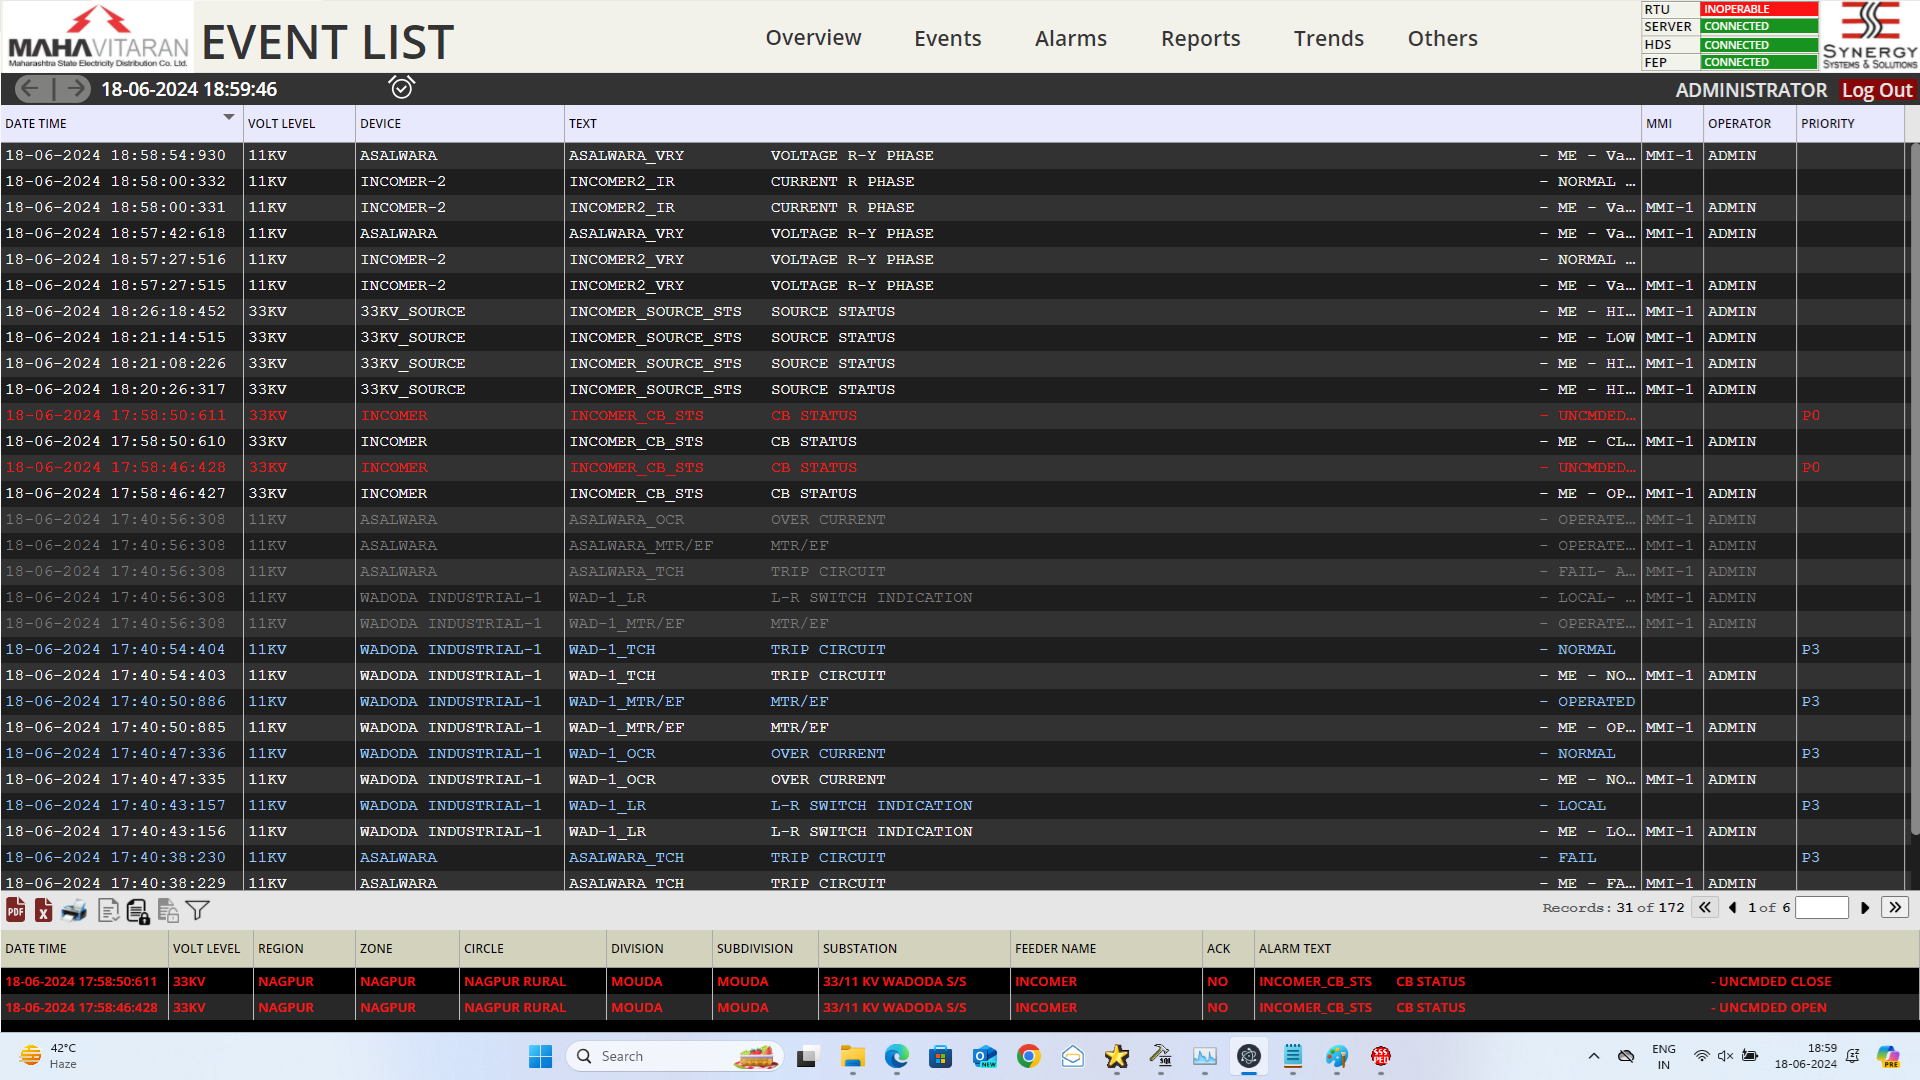 MAHAVITARAN
Maharashtra State Electricity Distribution Co. Ltd.
EVENT LIST
Overview Events Alarms Reports Trends Others
RTU INOPERABLE
SERVER CONNECTED
HDS CONNECTED
FEP CONNECTED
SYNERGY
SYSTEMS & SOLUTIONS
18-06-2024 18:59:46
ADMINISTRATOR Log Out
DATE TIME VOLT LEVEL DEVICE TEXT MMI OPERATOR PRIORITY
18-06-2024 18:58:54:930 11KV ASALWARA ASALWARA_VRY VOLTAGE R-Y PHASE - ME - Va… MMI-1 ADMIN
18-06-2024 18:58:00:332 11KV INCOMER-2 INCOMER2_IR CURRENT R PHASE - NORMAL …
18-06-2024 18:58:00:331 11KV INCOMER-2 INCOMER2_IR CURRENT R PHASE - ME - Va… MMI-1 ADMIN
18-06-2024 18:57:42:618 11KV ASALWARA ASALWARA_VRY VOLTAGE R-Y PHASE - ME - Va… MMI-1 ADMIN
18-06-2024 18:57:27:516 11KV INCOMER-2 INCOMER2_VRY VOLTAGE R-Y PHASE - NORMAL …
18-06-2024 18:57:27:515 11KV INCOMER-2 INCOMER2_VRY VOLTAGE R-Y PHASE - ME - Va… MMI-1 ADMIN
18-06-2024 18:26:18:452 33KV 33KV_SOURCE INCOMER_SOURCE_STS SOURCE STATUS - ME - HI… MMI-1 ADMIN
18-06-2024 18:21:14:515 33KV 33KV_SOURCE INCOMER_SOURCE_STS SOURCE STATUS - ME - LOW MMI-1 ADMIN
18-06-2024 18:21:08:226 33KV 33KV_SOURCE INCOMER_SOURCE_STS SOURCE STATUS - ME - HI… MMI-1 ADMIN
18-06-2024 18:20:26:317 33KV 33KV_SOURCE INCOMER_SOURCE_STS SOURCE STATUS - ME - HI… MMI-1 ADMIN
18-06-2024 17:58:50:611 33KV INCOMER INCOMER_CB_STS CB STATUS - UNCMDED… P0
18-06-2024 17:58:50:610 33KV INCOMER INCOMER_CB_STS CB STATUS - ME - CL… MMI-1 ADMIN
18-06-2024 17:58:46:428 33KV INCOMER INCOMER_CB_STS CB STATUS - UNCMDED… P0
18-06-2024 17:58:46:427 33KV INCOMER INCOMER_CB_STS CB STATUS - ME - OP… MMI-1 ADMIN
18-06-2024 17:40:56:308 11KV ASALWARA ASALWARA_OCR OVER CURRENT - OPERATE… MMI-1 ADMIN
18-06-2024 17:40:56:308 11KV ASALWARA ASALWARA_MTR/EF MTR/EF - OPERATE… MMI-1 ADMIN
18-06-2024 17:40:56:308 11KV ASALWARA ASALWARA_TCH TRIP CIRCUIT - FAIL- A… MMI-1 ADMIN
18-06-2024 17:40:56:308 11KV WADODA INDUSTRIAL-1 WAD-1_LR L-R SWITCH INDICATION - LOCAL- … MMI-1 ADMIN
18-06-2024 17:40:56:308 11KV WADODA INDUSTRIAL-1 WAD-1_MTR/EF MTR/EF - OPERATE… MMI-1 ADMIN
18-06-2024 17:40:54:404 11KV WADODA INDUSTRIAL-1 WAD-1_TCH TRIP CIRCUIT - NORMAL P3
18-06-2024 17:40:54:403 11KV WADODA INDUSTRIAL-1 WAD-1_TCH TRIP CIRCUIT - ME - NO… MMI-1 ADMIN
18-06-2024 17:40:50:886 11KV WADODA INDUSTRIAL-1 WAD-1_MTR/EF MTR/EF - OPERATED P3
18-06-2024 17:40:50:885 11KV WADODA INDUSTRIAL-1 WAD-1_MTR/EF MTR/EF - ME - OP… MMI-1 ADMIN
18-06-2024 17:40:47:336 11KV WADODA INDUSTRIAL-1 WAD-1_OCR OVER CURRENT - NORMAL P3
18-06-2024 17:40:47:335 11KV WADODA INDUSTRIAL-1 WAD-1_OCR OVER CURRENT - ME - NO… MMI-1 ADMIN
18-06-2024 17:40:43:157 11KV WADODA INDUSTRIAL-1 WAD-1_LR L-R SWITCH INDICATION - LOCAL P3
18-06-2024 17:40:43:156 11KV WADODA INDUSTRIAL-1 WAD-1_LR L-R SWITCH INDICATION - ME - LO… MMI-1 ADMIN
18-06-2024 17:40:38:230 11KV ASALWARA ASALWARA_TCH TRIP CIRCUIT - FAIL P3
18-06-2024 17:40:38:229 11KV ASALWARA ASALWARA_TCH TRIP CIRCUIT - ME - FA… MMI-1 ADMIN
PDF X Records: 31 of 172 1 of 6
DATE TIME VOLT LEVEL REGION ZONE CIRCLE DIVISION SUBDIVISION SUBSTATION FEEDER NAME ACK ALARM TEXT
18-06-2024 17:58:50:611 33KV NAGPUR NAGPUR NAGPUR RURAL MOUDA MOUDA 33/11 KV WADODA S/S INCOMER NO INCOMER_CB_STS CB STATUS - UNCMDED CLOSE
18-06-2024 17:58:46:428 33KV NAGPUR NAGPUR NAGPUR RURAL MOUDA MOUDA 33/11 KV WADODA S/S INCOMER NO INCOMER_CB_STS CB STATUS - UNCMDED OPEN
42°C
Haze
Search
NEW
SQL
ENG
IN
18:59
18-06-2024
PRE